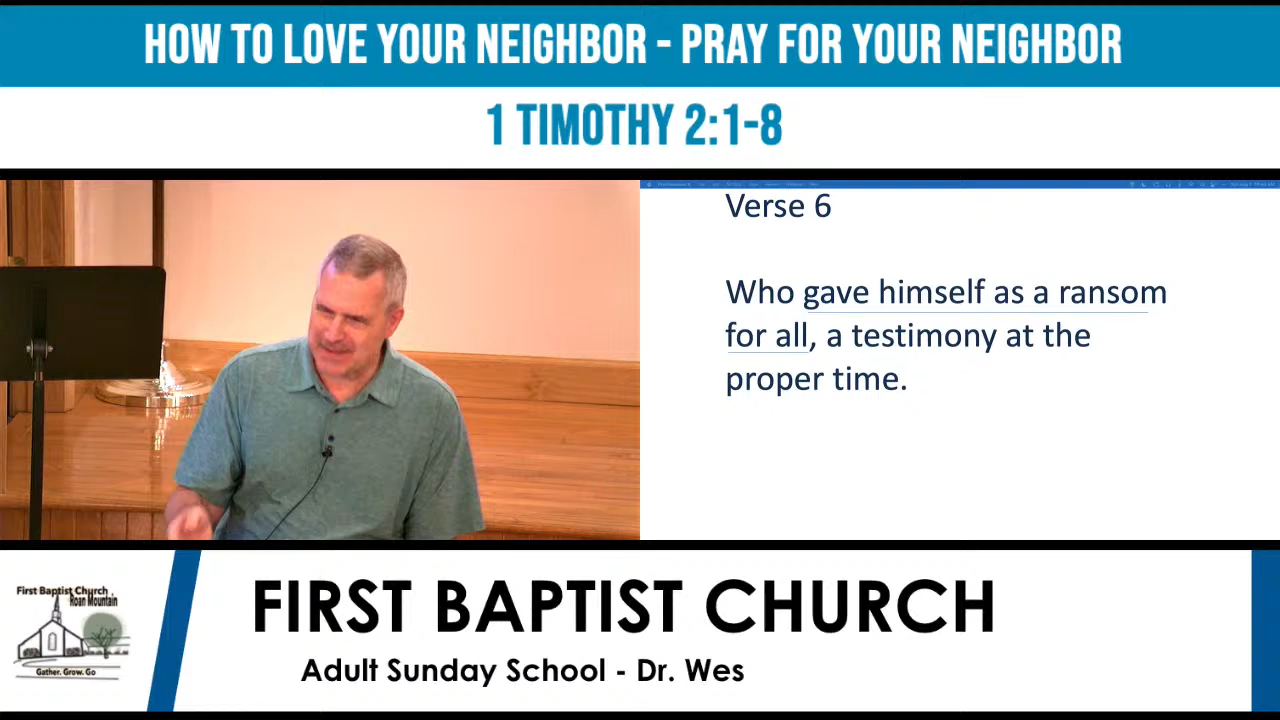 HOW TO LOVE YOUR NEIGHBOR - PRAY FOR YOUR NEIGHBOR
1 TIMOTHY 2:1-8
Verse 6
Who gave himself as a ransom
for all, a testimony at the
proper time.
First Baptist Church
Roan Mountain
Gather. Grow. Go
FIRST BAPTIST CHURCH
Adult Sunday School - Dr. Wes